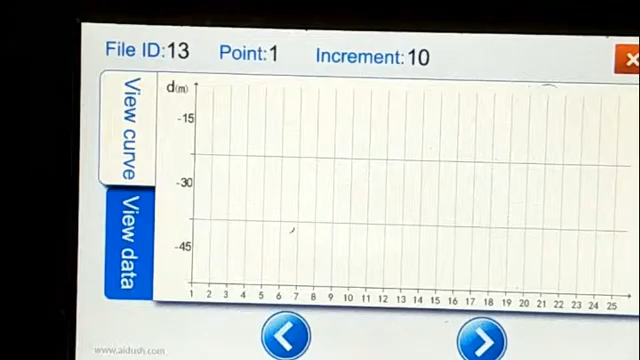 File ID:13 Point:1 Increment:10
View curve
View data
d(m)
-15
-30
-45
1 2 3 4 5 6 7 8 9 10 11 12 13 14 15 16 17 18 19 20 21 22 23 24 25
www.aidush.com